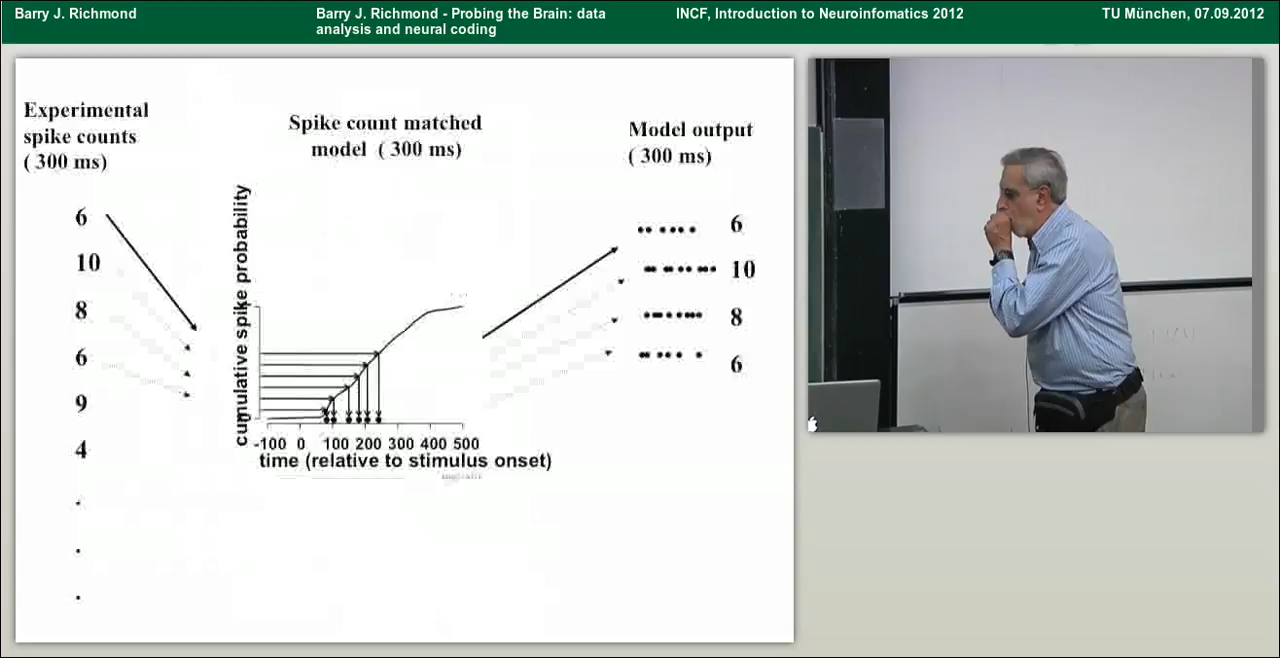 Barry J. Richmond
Barry J. Richmond - Probing the Brain: data
analysis and neural coding
INCF, Introduction to Neuroinfomatics 2012
TU München, 07.09.2012
Experimental
spike counts
( 300 ms)
Spike count matched
model ( 300 ms)
Model output
( 300 ms)
6
10
8
6
9
4
.
.
.
cumulative spike probability
-100 0 100 200 300 400 500
time (relative to stimulus onset)
6
10
8
6